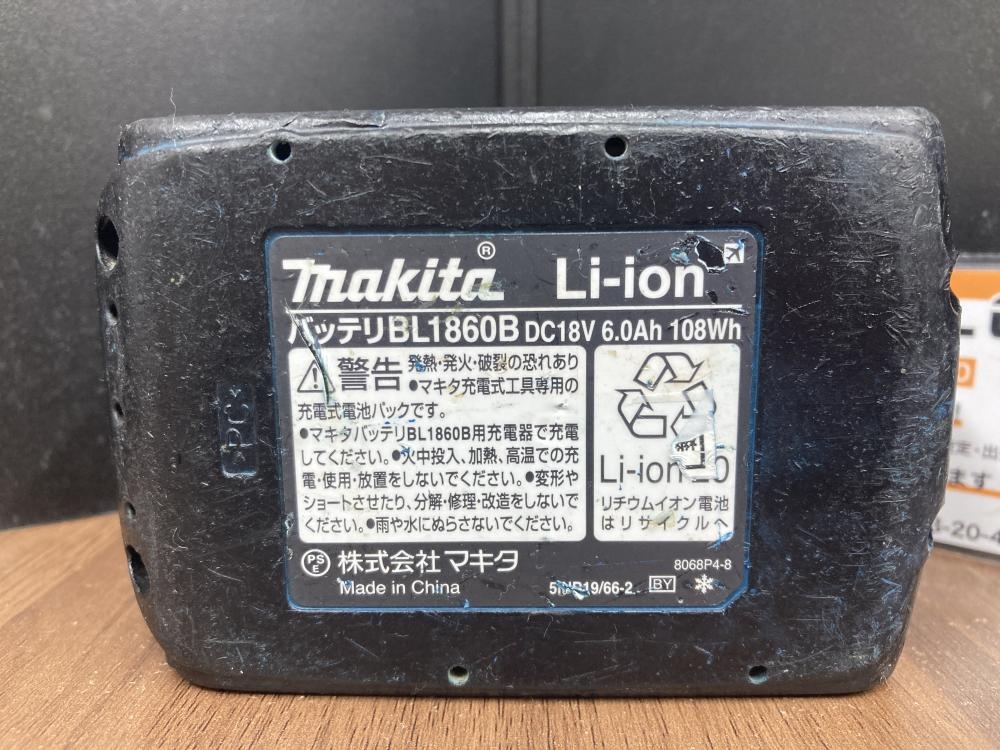 makita®
Li-ion
バッテリBL1860B DC18V 6.0Ah 108Wh
警告 発熱・発火・破裂の恐れあり
●マキタ充電式工具専用の
充電式電池パックです。
●マキタバッテリBL1860B用充電器で充電
してください。●火中投入、加熱、高温での充
電・使用・放置をしないでください。●変形や
ショートさせたり、分解・修理・改造をしないで
ください。●雨や水にぬらさないでください。
Li-ion
リチウムイオン電池
はリサイクルへ
PSE 株式会社マキタ
8068P4-8
Made in China
19/66-2
BY
>PC<